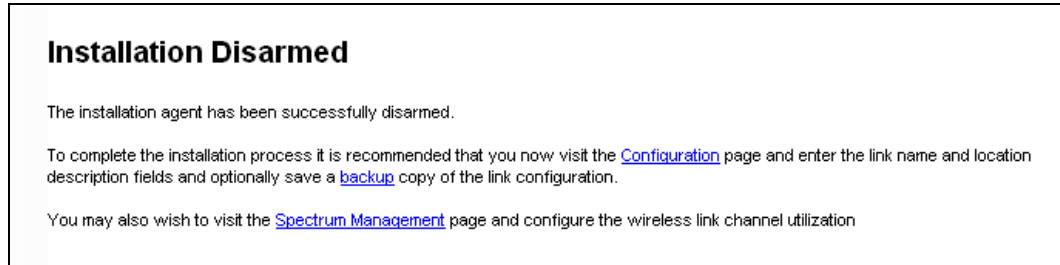 Installation Disarmed
The installation agent has been successfully disarmed.
To complete the installation process it is recommended that you now visit the Configuration page and enter the link name and location
description fields and optionally save a backup copy of the link configuration.
You may also wish to visit the Spectrum Management page and configure the wireless link channel utilization